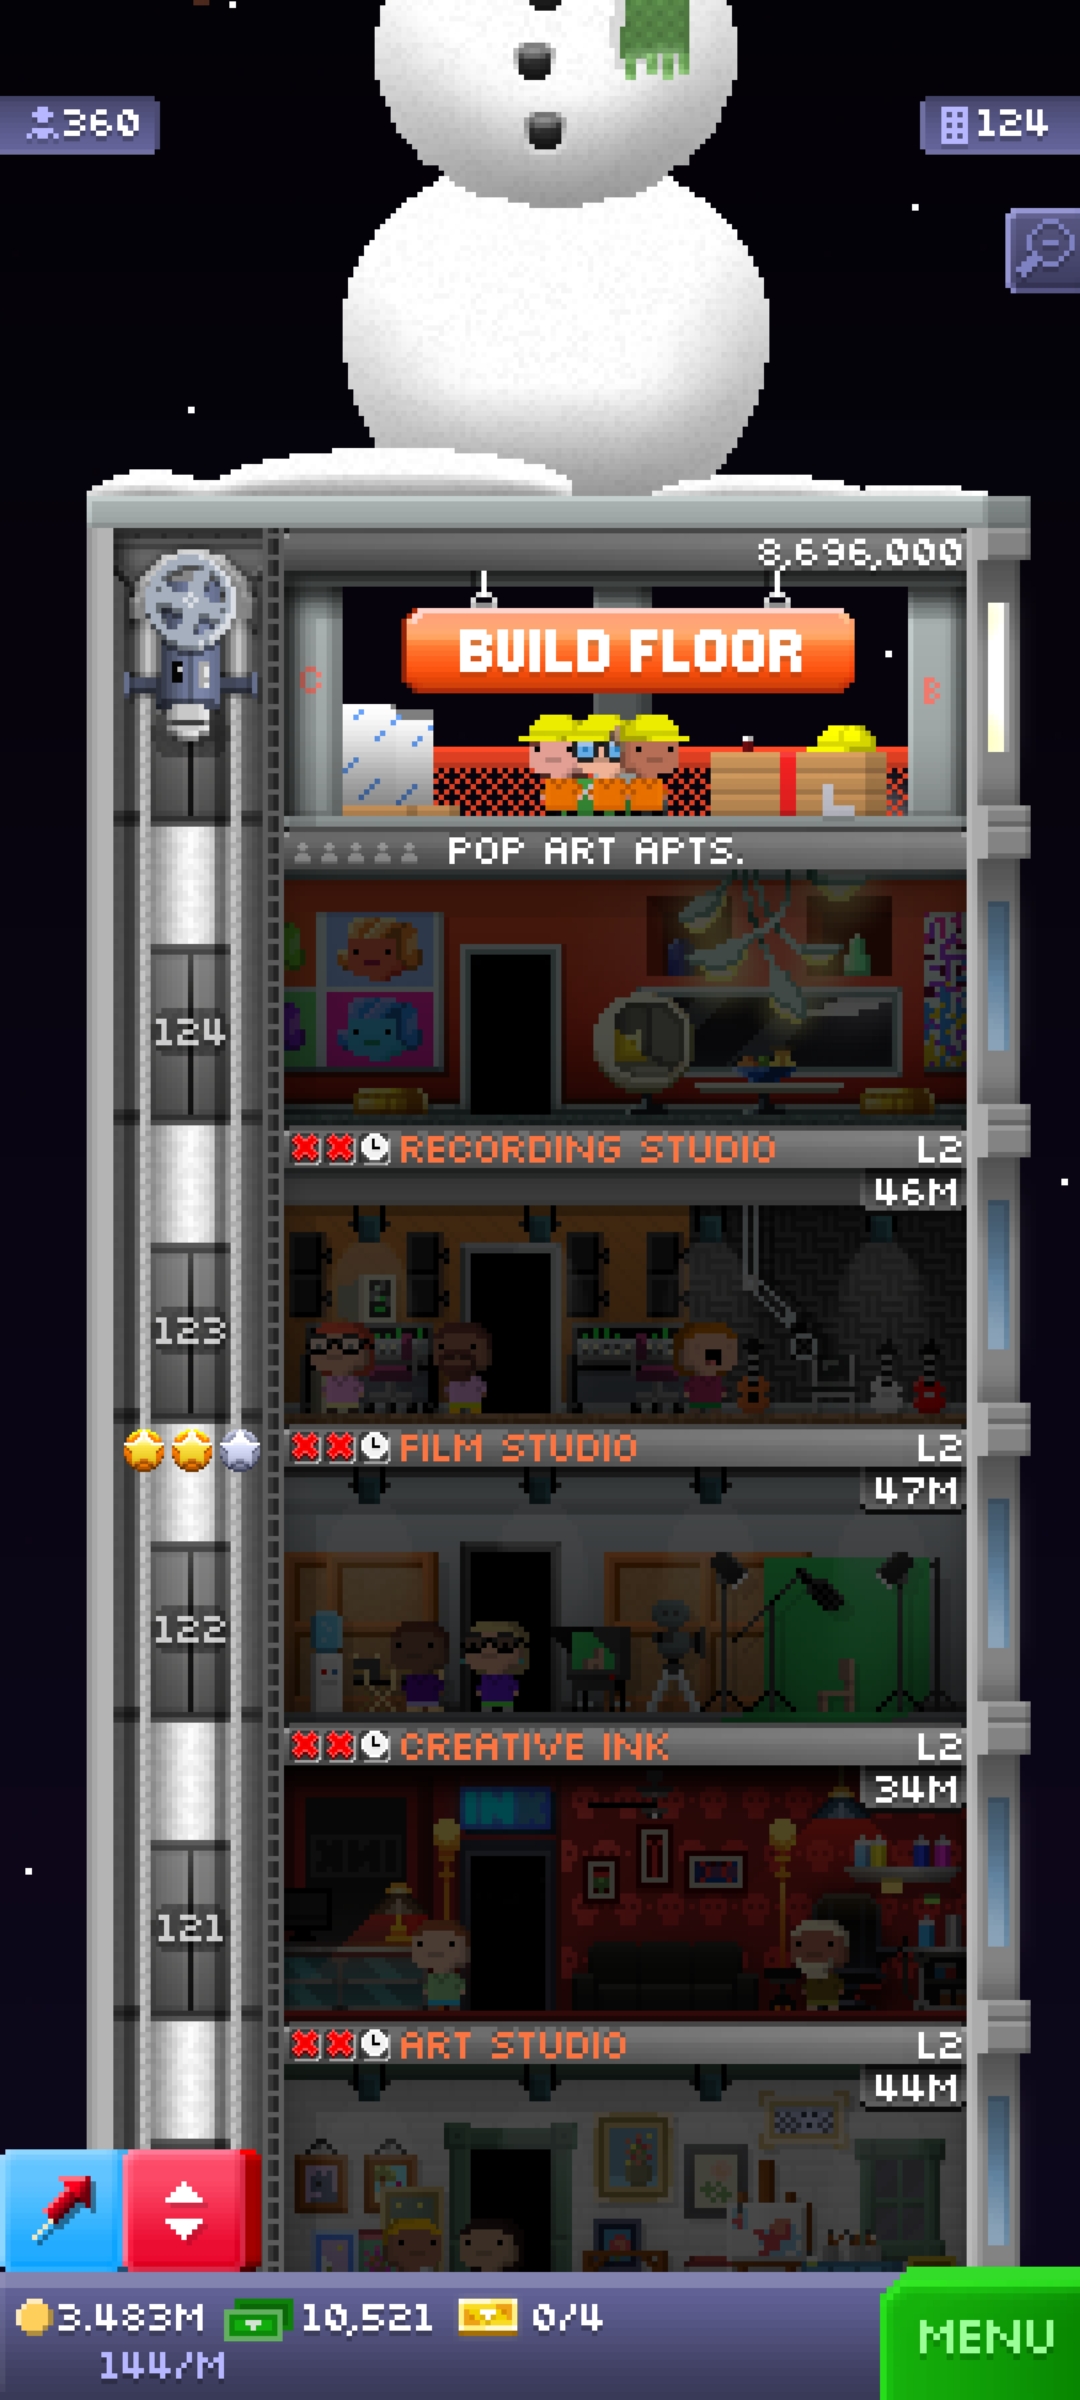 360
124
8,696,000
BUILD FLOOR
C
B
POP ART APTS.
124
RECORDING STUDIO L2
46M
123
FILM STUDIO L2
47M
122
CREATIVE INK L2
34M
INK
121
ART STUDIO L2
44M
3.483M 10,521 0/4
144/M
MENU